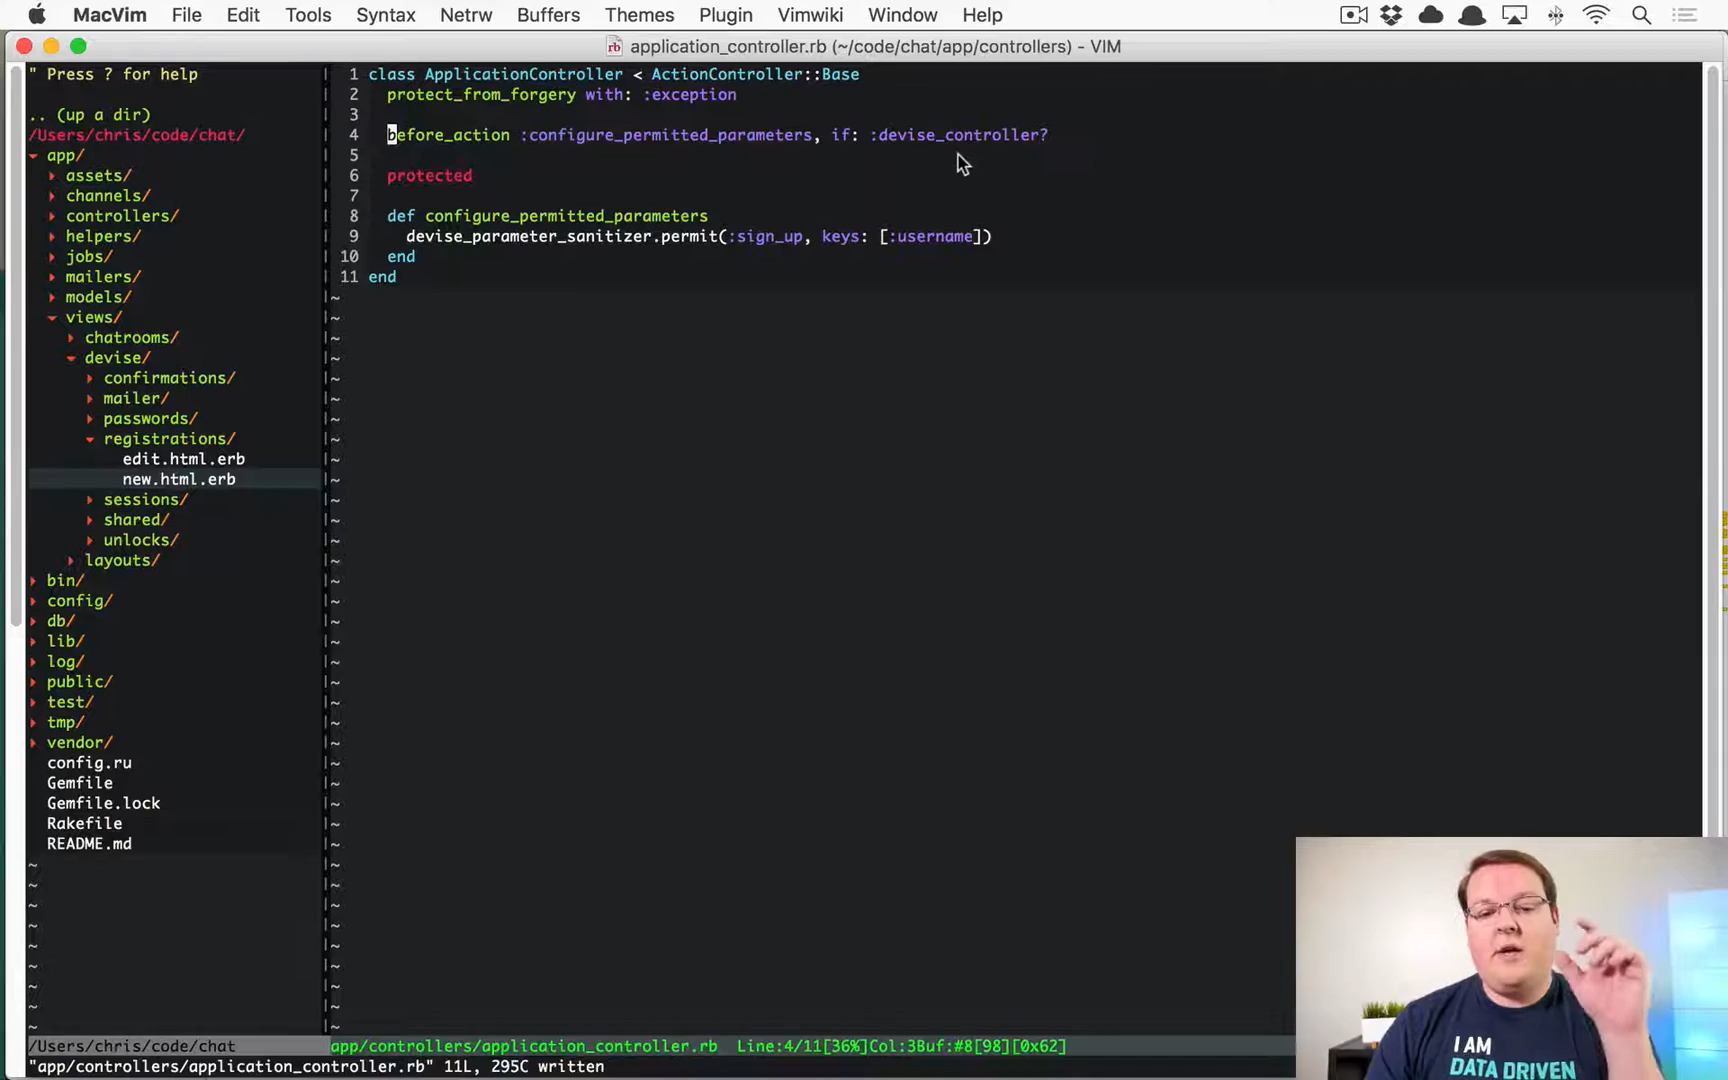 MacVim File Edit Tools Syntax Netrw Buffers Themes Plugin Vimwiki Window Help
application_controller.rb (~/code/chat/app/controllers) - VIM
" Press ? for help
.. (up a dir)
/Users/chris/code/chat/
app/
assets/
channels/
controllers/
helpers/
jobs/
mailers/
models/
views/
chatrooms/
devise/
confirmations/
mailer/
passwords/
registrations/
edit.html.erb
new.html.erb
sessions/
shared/
unlocks/
layouts/
bin/
config/
db/
lib/
log/
public/
test/
tmp/
vendor/
config.ru
Gemfile
Gemfile.lock
Rakefile
README.md
/Users/chris/code/chat
1 class ApplicationController < ActionController::Base
2 protect_from_forgery with: :exception
3
4 before_action :configure_permitted_parameters, if: :devise_controller?
5
6 protected
7
8 def configure_permitted_parameters
9 devise_parameter_sanitizer.permit(:sign_up, keys: [:username])
10 end
11 end
app/controllers/application_controller.rb Line:4/11[36%]Col:3Buf:#8[98][0x62]
"app/controllers/application_controller.rb" 11L, 295C written
I AM
DATA DRIVEN